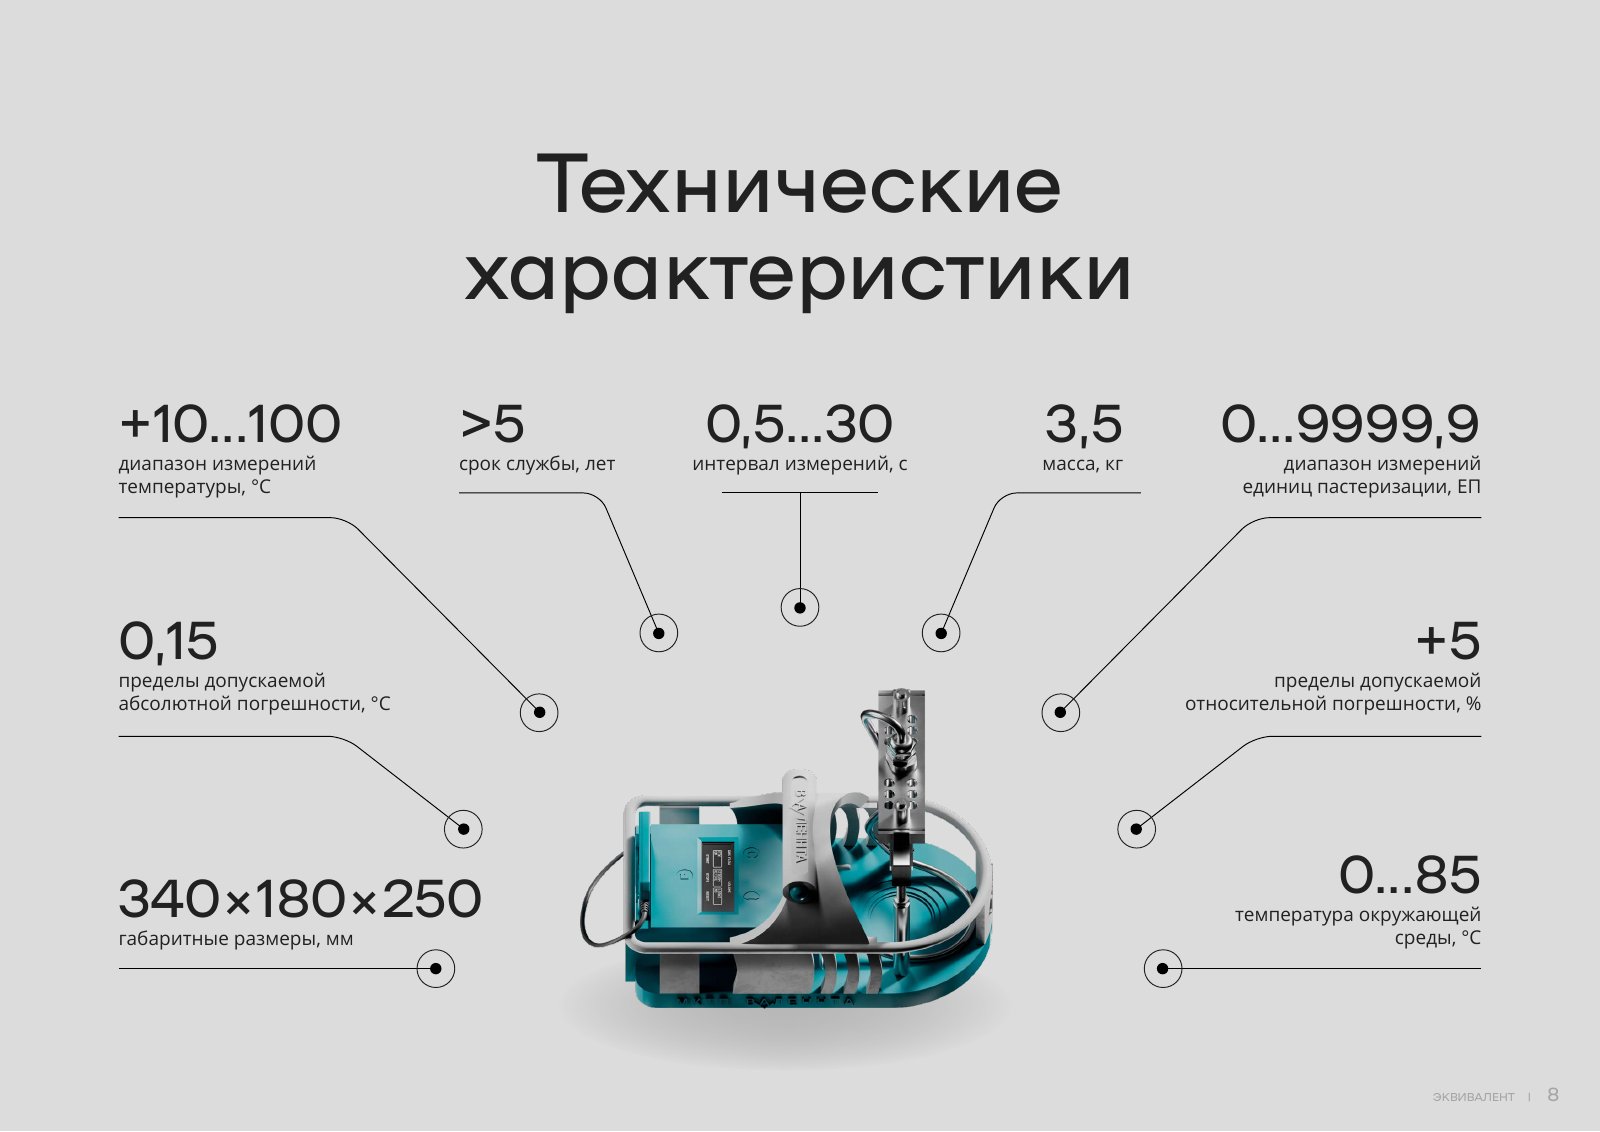 Технические
характеристики
+10...100
диапазон измерений
температуры, °C
>5
срок службы, лет
0,5...30
интервал измерений, с
3,5
масса, кг
0...9999,9
диапазон измерений
единиц пастеризации, ЕП
0,15
пределы допускаемой
абсолютной погрешности, °C
+5
пределы допускаемой
относительной погрешности, %
340×180×250
габаритные размеры, мм
0...85
температура окружающей
среды, °C
ЭКВИВАЛЕНТ | 8